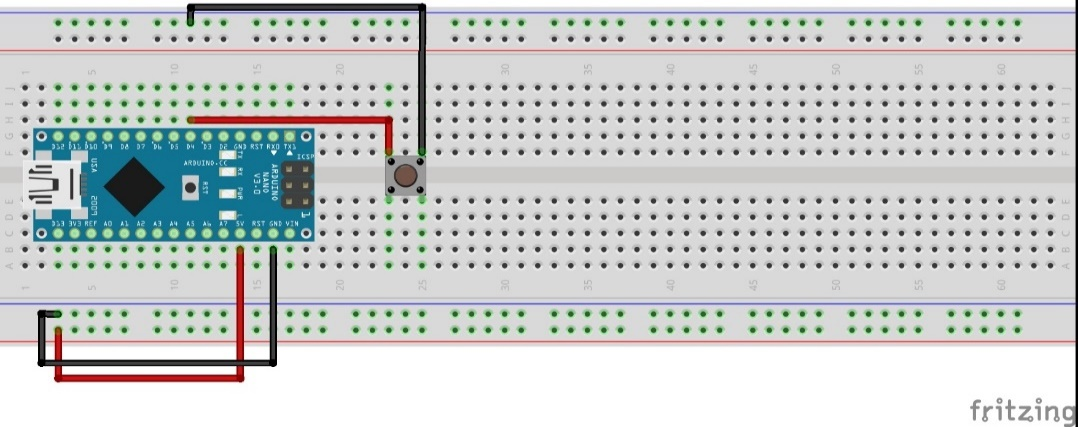 1 5 10 15 20 30 35 40 45 50 55 60
J J
I I
H H
G G
D12 D11 D10 D9 D8 D7 D6 D5 D4 D3 D2 GND RST RX0 TX1
F F
ICSP
ARDUINO.CC
TX
RX
PWR
L
RST
ARDUINO
NANO
V3.0
USA
2009
1
E E
D D
D13 3V3 REF A0 A1 A2 A3 A4 A5 A6 A7 5V RST GND VIN
C C
B B
A A
1 5 10 15 20 25 30 35 40 45 50 55 60
fritzing